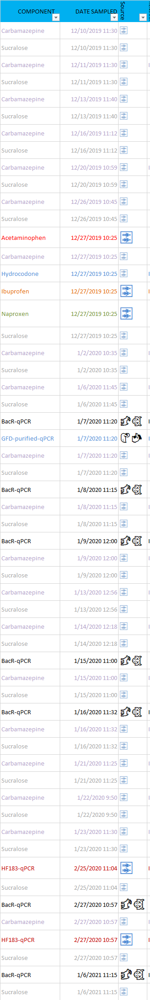 COMPONENT DATE SAMPLED Source
Carbamazepine 12/10/2019 11:30
Sucralose 12/10/2019 11:30
Carbamazepine 12/11/2019 11:30
Sucralose 12/11/2019 11:30
Carbamazepine 12/13/2019 11:40
Sucralose 12/13/2019 11:40
Carbamazepine 12/16/2019 11:12
Sucralose 12/16/2019 11:12
Carbamazepine 12/20/2019 10:59
Sucralose 12/20/2019 10:59
Carbamazepine 12/26/2019 10:45
Sucralose 12/26/2019 10:45
Acetaminophen 12/27/2019 10:25
Carbamazepine 12/27/2019 10:25
Hydrocodone 12/27/2019 10:25
Ibuprofen 12/27/2019 10:25
Naproxen 12/27/2019 10:25
Sucralose 12/27/2019 10:25
Carbamazepine 1/2/2020 10:35
Sucralose 1/2/2020 10:35
Carbamazepine 1/6/2020 11:45
Sucralose 1/6/2020 11:45
BacR-qPCR 1/7/2020 11:20
GFD-purified-qPCR 1/7/2020 11:20
Carbamazepine 1/7/2020 11:20
Sucralose 1/7/2020 11:20
BacR-qPCR 1/8/2020 11:15
Carbamazepine 1/8/2020 11:15
Sucralose 1/8/2020 11:15
BacR-qPCR 1/9/2020 12:00
Carbamazepine 1/9/2020 12:00
Sucralose 1/9/2020 12:00
Carbamazepine 1/13/2020 12:56
Sucralose 1/13/2020 12:56
Carbamazepine 1/14/2020 12:18
Sucralose 1/14/2020 12:18
BacR-qPCR 1/15/2020 11:00
Carbamazepine 1/15/2020 11:00
Sucralose 1/15/2020 11:00
BacR-qPCR 1/16/2020 11:32
Carbamazepine 1/16/2020 11:32
Sucralose 1/16/2020 11:32
Carbamazepine 1/21/2020 11:25
Sucralose 1/21/2020 11:25
Carbamazepine 1/22/2020 9:50
Sucralose 1/22/2020 9:50
Carbamazepine 1/23/2020 11:30
Sucralose 1/23/2020 11:30
HF183-qPCR 2/25/2020 11:04
Sucralose 2/25/2020 11:04
BacR-qPCR 2/27/2020 10:57
Carbamazepine 2/27/2020 10:57
HF183-qPCR 2/27/2020 10:57
Sucralose 2/27/2020 10:57
BacR-qPCR 1/6/2021 11:15
Sucralose 1/6/2021 11:15